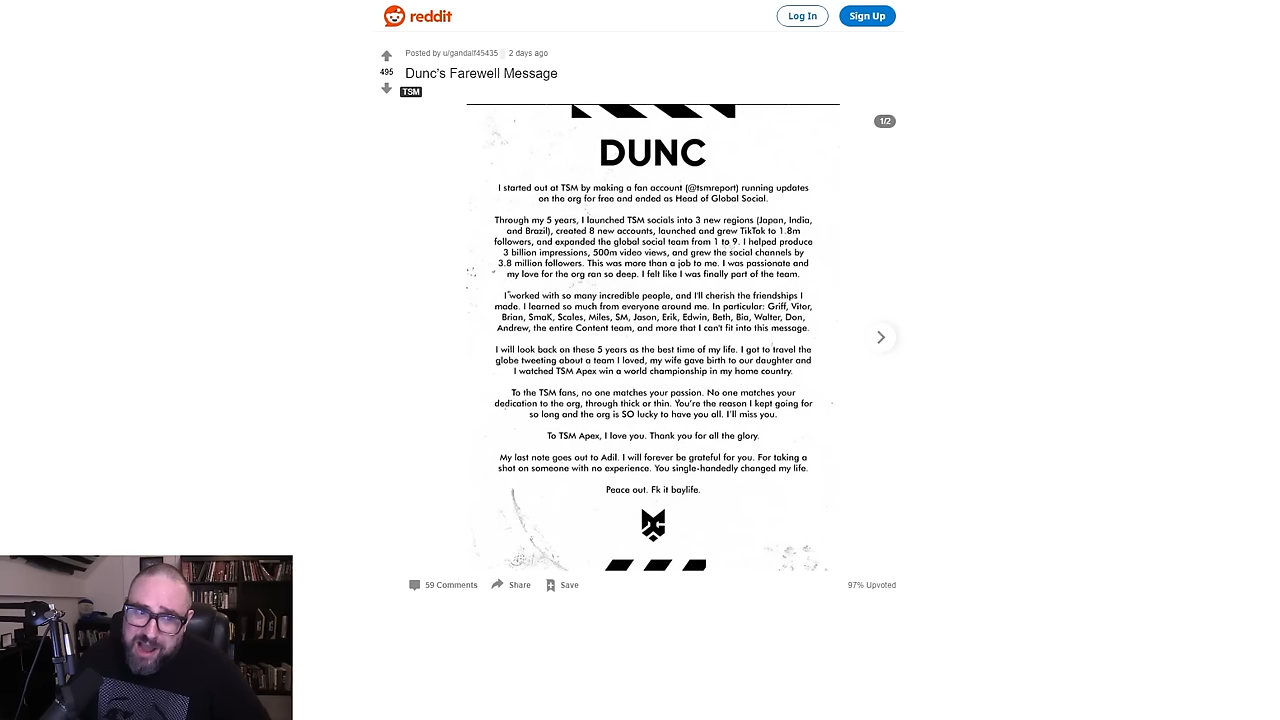 reddit
Log In
Sign Up
Posted by u/gandalf45435 2 days ago
495
Dunc's Farewell Message
TSM
1/2
DUNC
I started out at TSM by making a fan account (@tsmreport) running updates
on the org for free and ended as Head of Global Social.
Through my 5 years, I launched TSM socials into 3 new regions (Japan, India,
and Brazil), created 8 new accounts, launched and grew TikTok to 1.8m
followers, and expanded the global social team from 1 to 9. I helped produce
3 billion impressions, 500m video views, and grew the social channels by
3.8 million followers. This was more than a job to me. I was passionate and
my love for the org ran so deep. I felt like I was finally part of the team.
I worked with so many incredible people, and I'll cherish the friendships I
made. I learned so much from everyone around me. In particular: Griff, Vitor,
Brian, SmaK, Scales, Miles, SM, Jason, Erik, Edwin, Beth, Bia, Walter, Don,
Andrew, the entire Content team, and more that I can't fit into this message.
I will look back on these 5 years as the best time of my life. I got to travel the
globe tweeting about a team I loved, my wife gave birth to our daughter and
I watched TSM Apex win a world championship in my home country.
To the TSM fans, no one matches your passion. No one matches your
dedication to the org, through thick or thin. You're the reason I kept going for
so long and the org is SO lucky to have you all. I'll miss you.
To TSM Apex, I love you. Thank you for all the glory.
My last note goes out to Adil. I will forever be grateful for you. For taking a
shot on someone with no experience. You single-handedly changed my life.
Peace out. Fk it baylife.
59 Comments
Share
Save
97% Upvoted